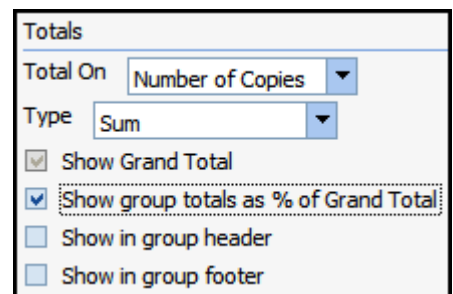 Totals
Total On Number of Copies
Type Sum
Show Grand Total
Show group totals as % of Grand Total
Show in group header
Show in group footer